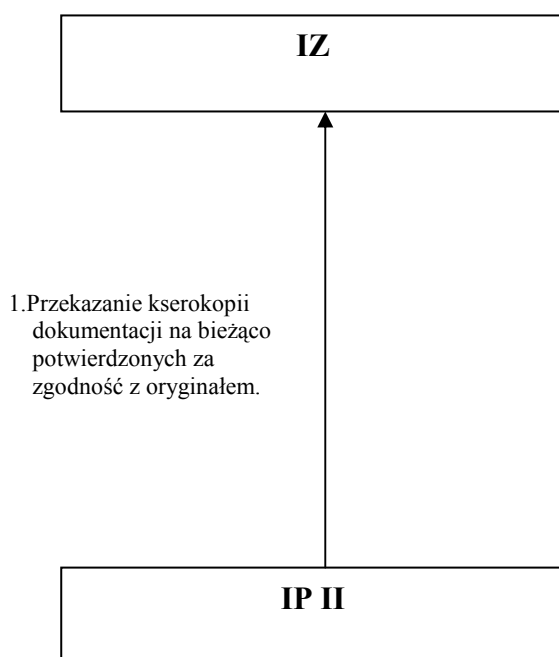 IZ
1.Przekazanie kserokopii
dokumentacji na bieżąco
potwierdzonych za
zgodność z oryginałem.
IP II